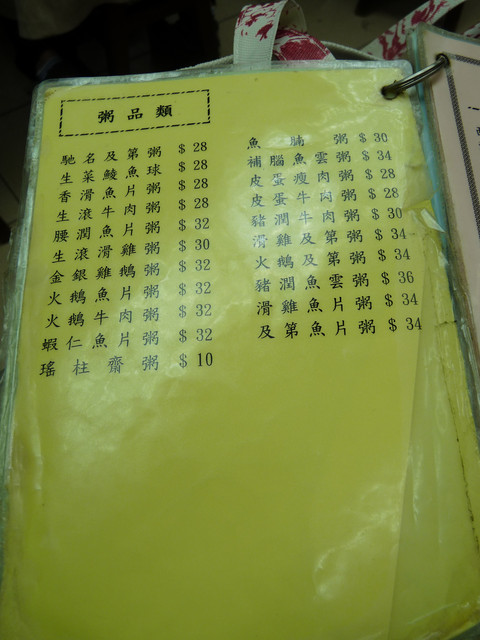 粥品類
馳名及第粥 $28
生菜鯪魚球 $28
香滑魚片粥 $28
生滾牛肉粥 $28
腰潤魚片粥 $32
生滾滑雞粥 $30
金銀雞鵝粥 $32
火鵝魚片粥 $32
火鵝牛肉粥 $32
蝦仁魚片粥 $32
瑤柱齋粥 $10
魚腩粥 $30
補腦魚雲粥 $34
皮蛋瘦肉粥 $28
皮蛋牛肉粥 $28
豬潤牛肉粥 $30
滑雞及第粥 $34
火鵝及第粥 $34
豬潤魚雲粥 $36
滑雞魚片粥 $34
及第魚片粥 $34